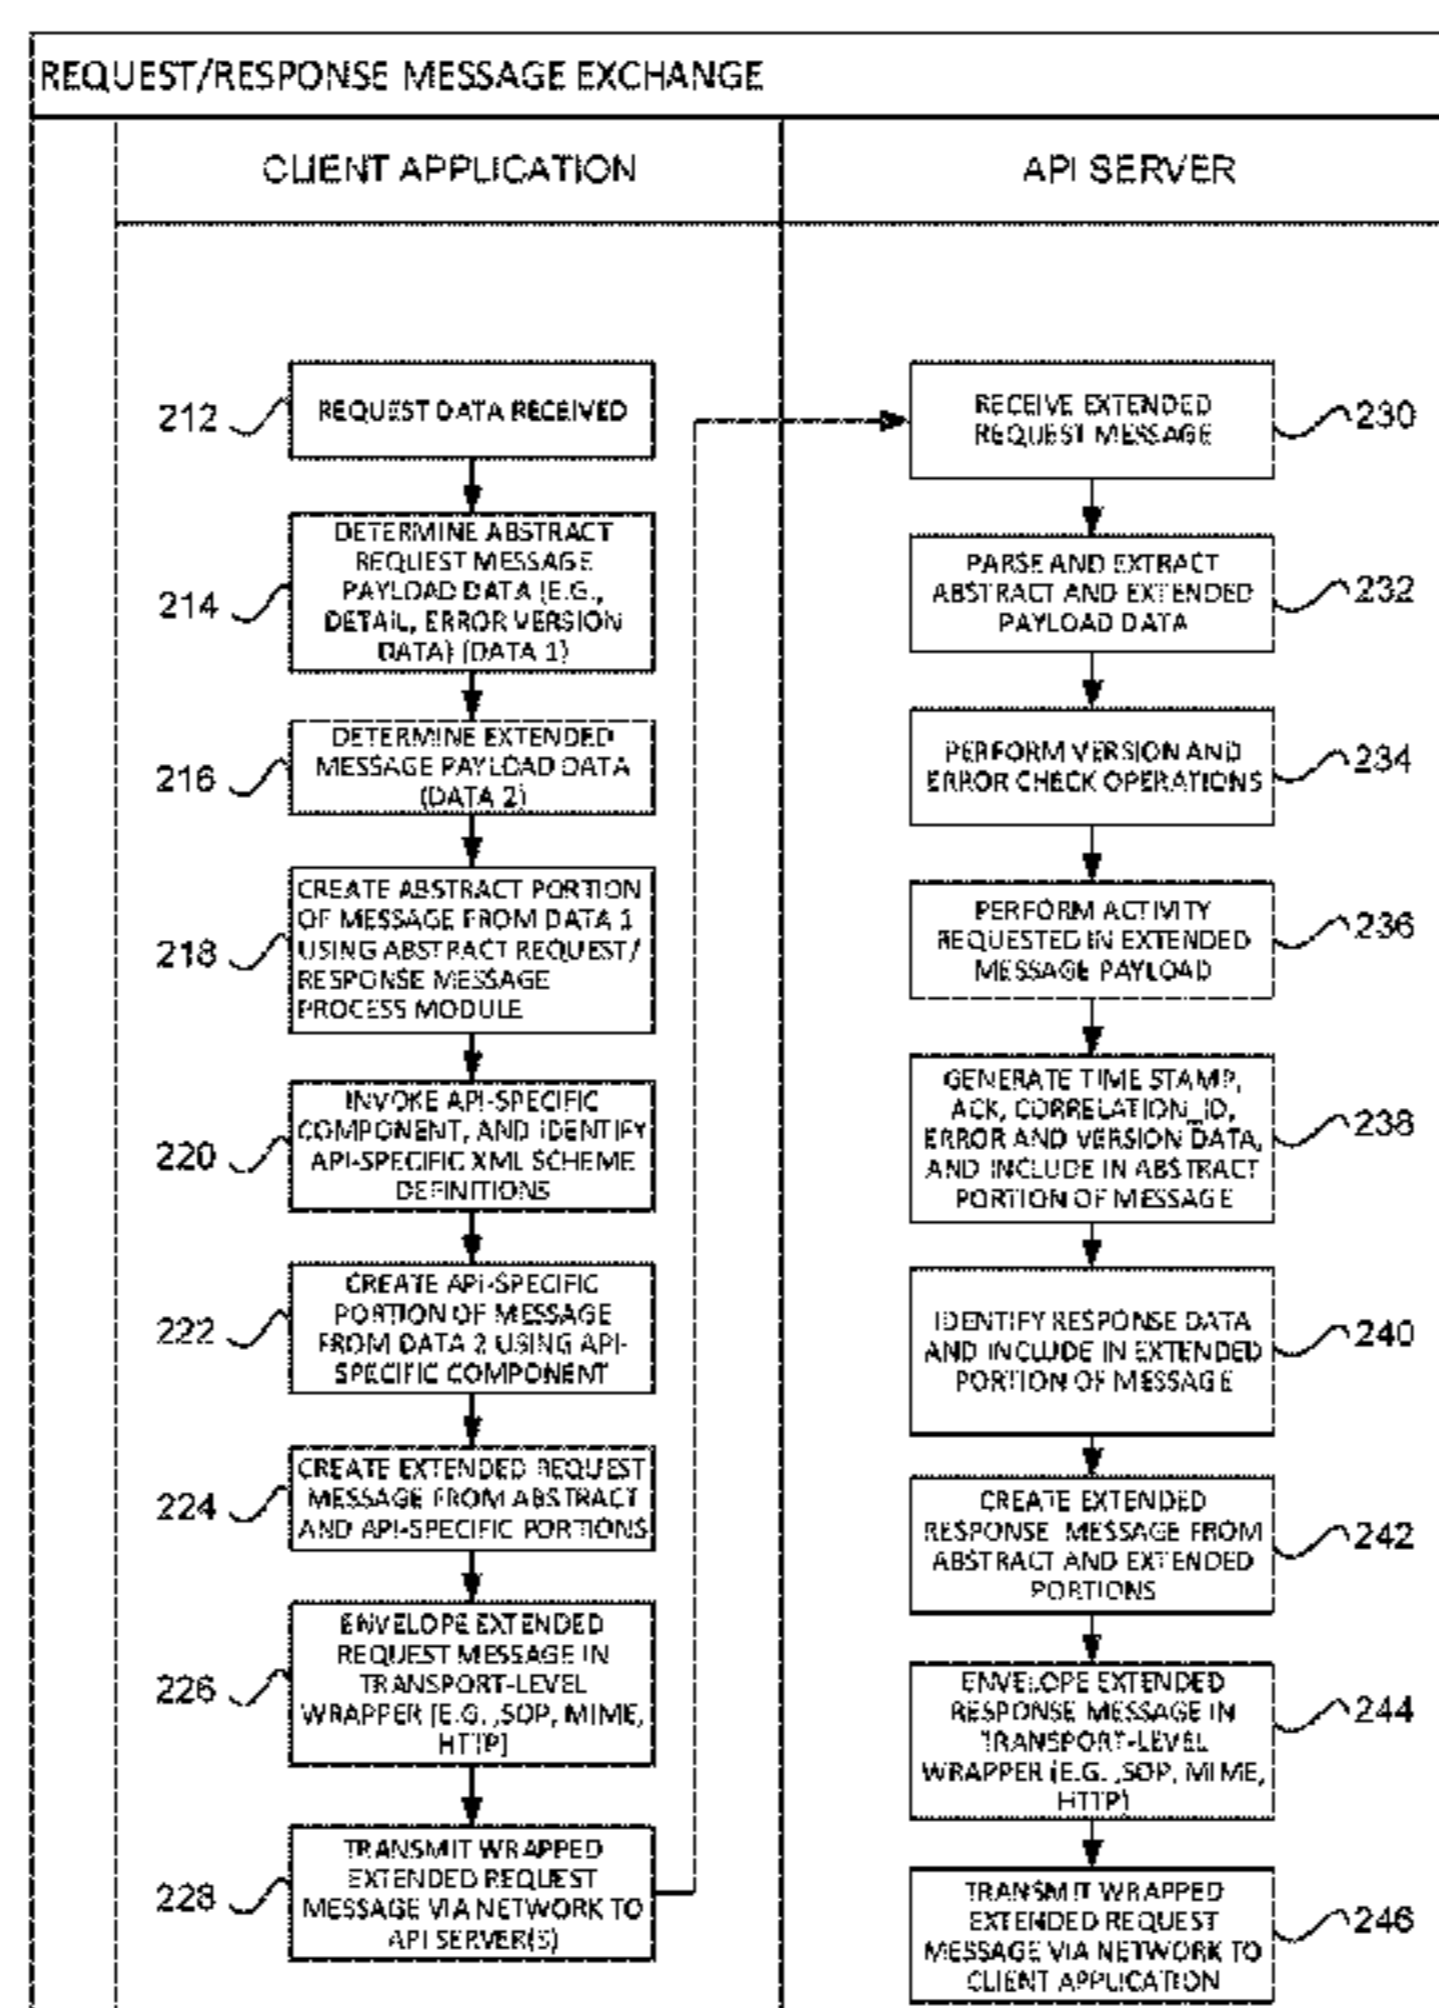 REQUEST/RESPONSE MESSAGE EXCHANGE
CLIENT APPLICATION
212
REQUEST DATA RECEIVED
214
DETERMINE ABSTRACT
REQUEST MESSAGE
PAYLOAD DATA (E.G.,
DETAIL, ERROR VERSION
DATA) (DATA 1)
216
DETERMINE EXTENDED
MESSAGE PAYLOAD DATA
(DATA 2)
218
CREATE ABSTRACT PORTION
OF MESSAGE FROM DATA 1
USING ABSTRACT REQUEST/
RESPONSE MESSAGE
PROCESS MODULE
220
INVOKE API-SPECIFIC
COMPONENT, AND IDENTIFY
API-SPECIFIC XML SCHEME
DEFINITIONS
222
CREATE API-SPECIFIC
PORTION OF MESSAGE
FROM DATA 2 USING API-
SPECIFIC COMPONENT
224
CREATE EXTENDED REQUEST
MESSAGE FROM ABSTRACT
AND API-SPECIFIC PORTIONS
226
ENVELOPE EXTENDED
REQUEST MESSAGE IN
TRANSPORT-LEVEL
WRAPPER (E.G. ,SOP, MIME,
HTTP)
228
TRANSMIT WRAPPED
EXTENDED REQUEST
MESSAGE VIA NETWORK TO
API SERVER(S)
API SERVER
RECEIVE EXTENDED
REQUEST MESSAGE
230
PARSE AND EXTRACT
ABSTRACT AND EXTENDED
PAYLOAD DATA
232
PERFORM VERSION AND
ERROR CHECK OPERATIONS
234
PERFORM ACTIVITY
REQUESTED IN EXTENDED
MESSAGE PAYLOAD
236
GENERATE TIME STAMP,
ACK, CORRELATION_ID,
ERROR AND VERSION DATA,
AND INCLUDE IN ABSTRACT
PORTION OF MESSAGE
238
IDENTIFY RESPONSE DATA
AND INCLUDE IN EXTENDED
PORTION OF MESSAGE
240
CREATE EXTENDED
RESPONSE MESSAGE FROM
ABSTRACT AND EXTENDED
PORTIONS
242
ENVELOPE EXTENDED
RESPONSE MESSAGE IN
TRANSPORT-LEVEL
WRAPPER (E.G. ,SOP, MIME,
HTTP)
244
TRANSMIT WRAPPED
EXTENDED REQUEST
MESSAGE VIA NETWORK TO
CLIENT APPLICATION
246